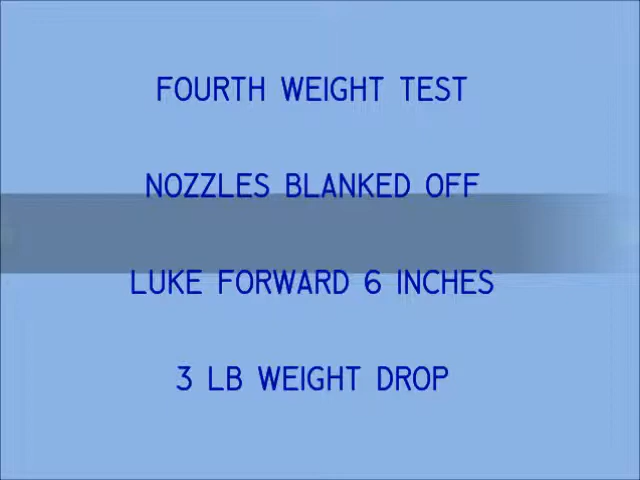 FOURTH WEIGHT TEST
NOZZLES BLANKED OFF
LUKE FORWARD 6 INCHES
3 LB WEIGHT DROP